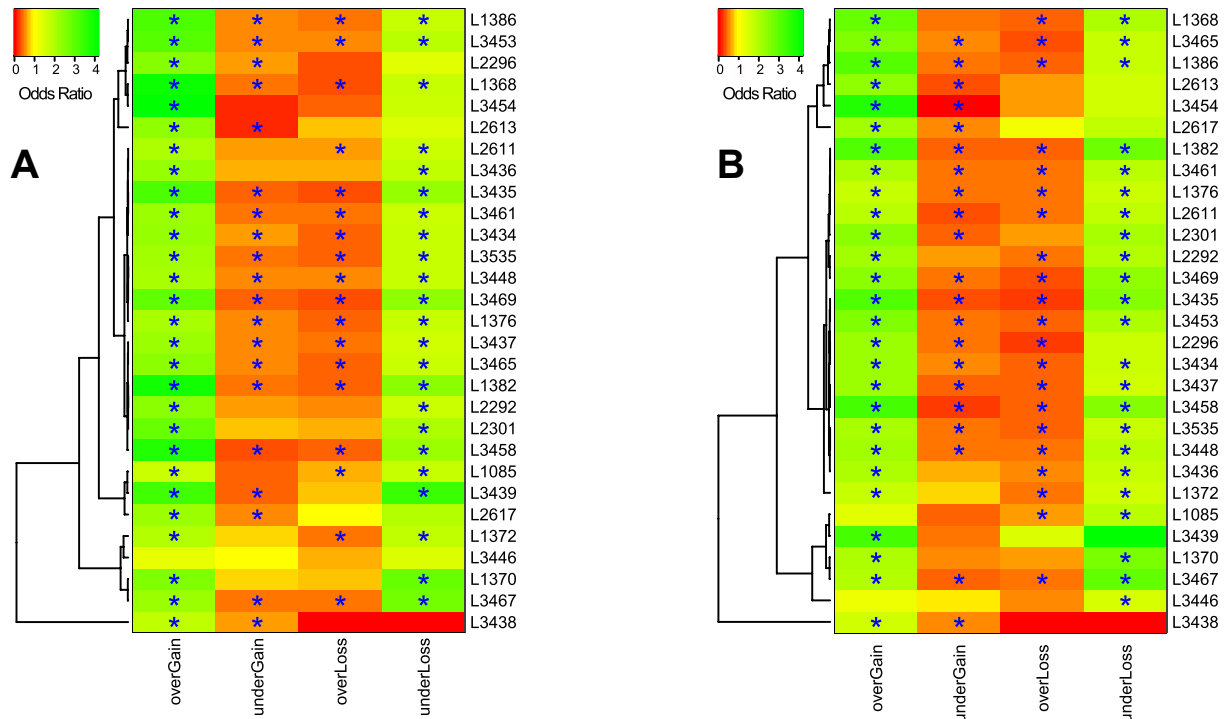 0 1 2 3 4
Odds Ratio
A
L1386
* * * *
L3453
* * * *
L2296
* *
L1368
* * * *
L3454
*
L2613
* *
L2611
* * *
L3436
* *
L3435
* * * *
L3461
* * * *
L3434
* * * *
L3535
* * * *
L3448
* * * *
L3469
* * * *
L1376
* * * *
L3437
* * * *
L3465
* * * *
L1382
* * * *
L2292
* *
L2301
* *
L3458
* * * *
L1085
* * *
L3439
* * *
L2617
* *
L1372
* * *
L3446
L1370
* *
L3467
* * * *
L3438
* *
overGain
underGain
overLoss
underLoss
0 1 2 3 4
Odds Ratio
B
L1368
* * *
L3465
* * * *
L1386
* * * *
L2613
* *
L3454
* *
L2617
* *
L1382
* * * *
L3461
* * * *
L1376
* * * *
L2611
* * * *
L2301
* * *
L2292
* * *
L3469
* * * *
L3435
* * * *
L3453
* * * *
L2296
* * *
L3434
* * * *
L3437
* * * *
L3458
* * * *
L3535
* * * *
L3448
* * * *
L3436
* * *
L1372
* * *
L1085
* *
L3439
*
L1370
* *
L3467
* * * *
L3446
*
L3438
* *
overGain
underGain
overLoss
underLoss